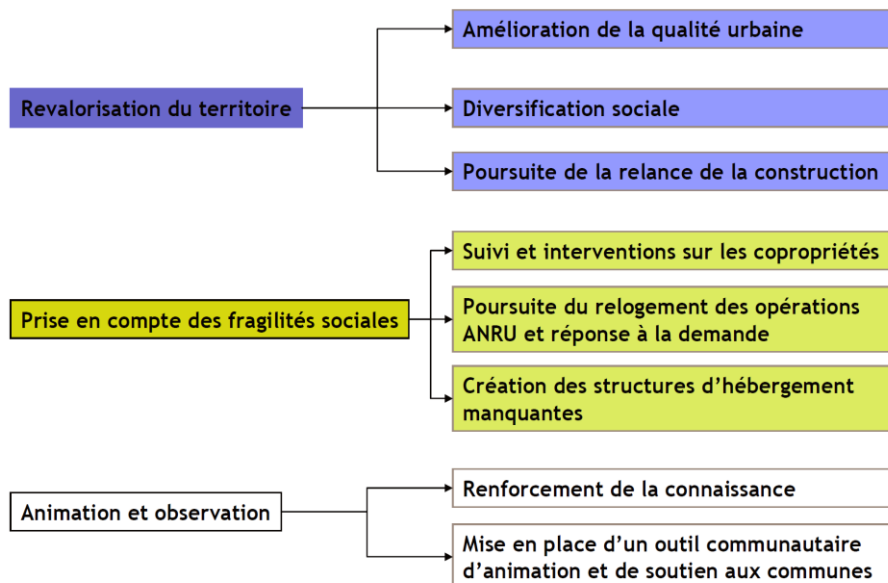 Revalorisation du territoire
Amélioration de la qualité urbaine
Diversification sociale
Poursuite de la relance de la construction
Prise en compte des fragilités sociales
Suivi et interventions sur les copropriétés
Poursuite du relogement des opérations
ANRU et réponse à la demande
Création des structures d’hébergement
manquantes
Animation et observation
Renforcement de la connaissance
Mise en place d’un outil communautaire
d’animation et de soutien aux communes